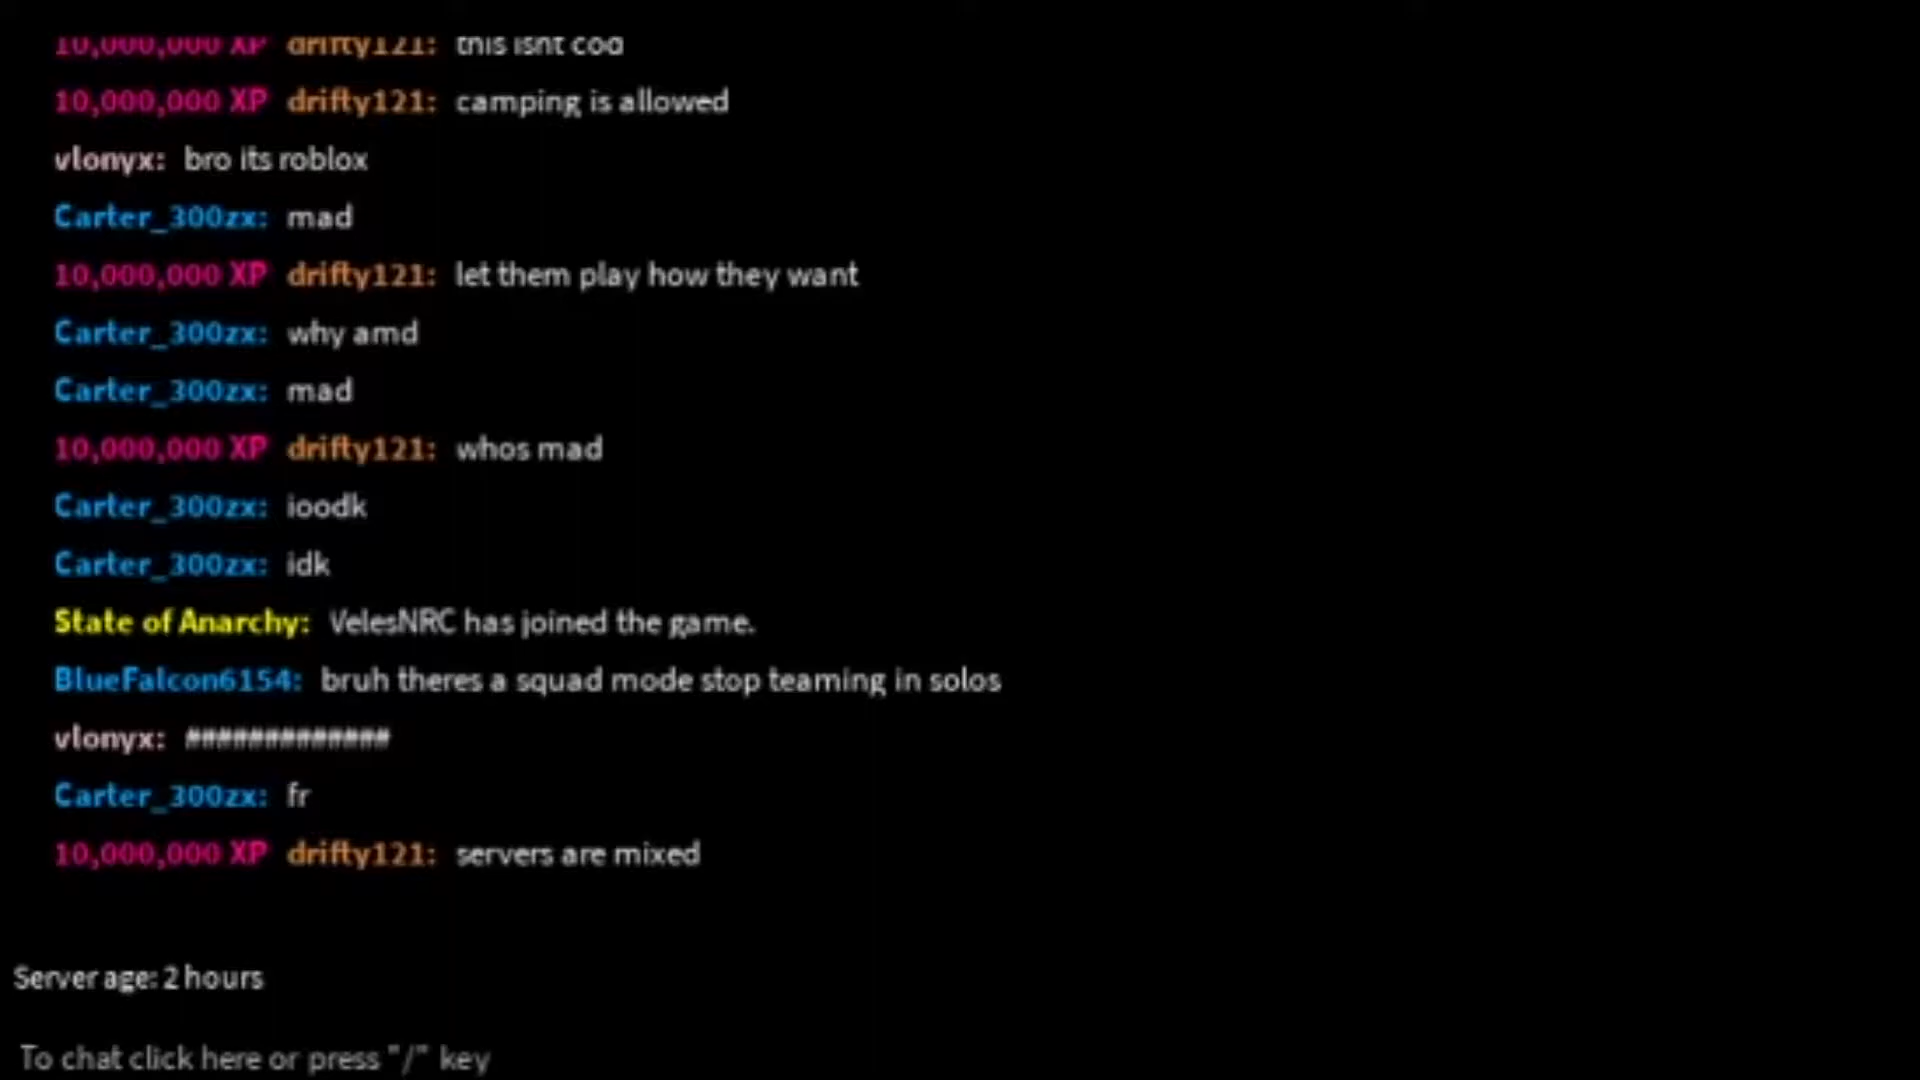 10,000,000 XP drifty121: this isnt cod
10,000,000 XP drifty121: camping is allowed
vlonyx: bro its roblox
Carter_300zx: mad
10,000,000 XP drifty121: let them play how they want
Carter_300zx: why amd
Carter_300zx: mad
10,000,000 XP drifty121: whos mad
Carter_300zx: ioodk
Carter_300zx: idk
State of Anarchy: VelesNRC has joined the game.
BlueFalcon6154: bruh theres a squad mode stop teaming in solos
vlonyx: #############
Carter_300zx: fr
10,000,000 XP drifty121: servers are mixed
Server age: 2 hours
To chat click here or press "/" key